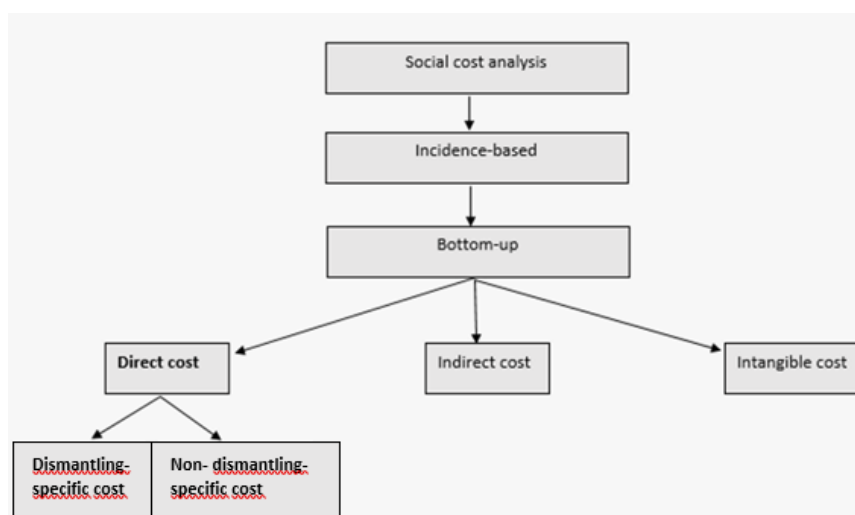 Social cost analysis
Incidence-based
Bottom-up
Direct cost
Indirect cost
Intangible cost
Dismantling-
specific cost
Non- dismantling-
specific cost